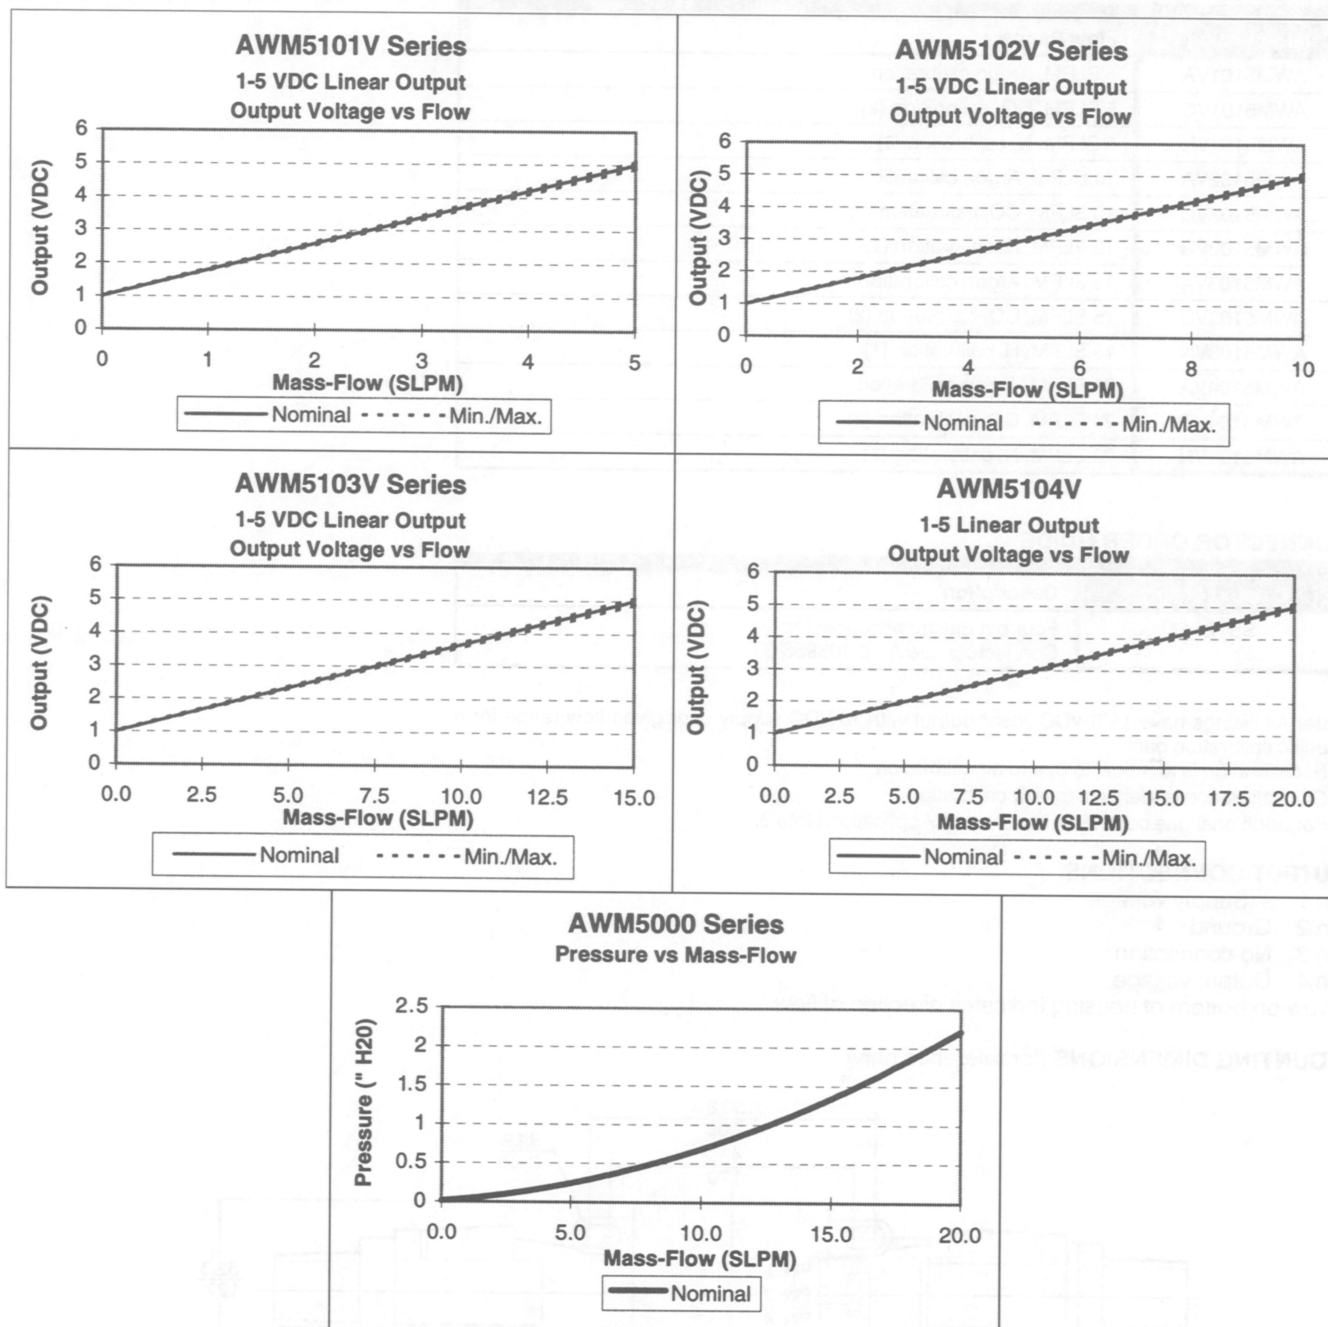 AWM5101V Series
1-5 VDC Linear Output
Output Voltage vs Flow
6
5
4
3
2
1
0
Output (VDC)
0 1 2 3 4 5
Mass-Flow (SLPM)
Nominal Min./Max.
AWM5102V Series
1-5 VDC Linear Output
Output Voltage vs Flow
6
5
4
3
2
1
0
Output (VDC)
0 2 4 6 8 10
Mass-Flow (SLPM)
Nominal Min./Max.
AWM5103V Series
1-5 VDC Linear Output
Output Voltage vs Flow
6
5
4
3
2
1
0
Output (VDC)
0.0 2.5 5.0 7.5 10.0 12.5 15.0
Mass-Flow (SLPM)
Nominal Min./Max.
AWM5104V
1-5 Linear Output
Output Voltage vs Flow
6
5
4
3
2
1
0
Output (VDC)
0.0 2.5 5.0 7.5 10.0 12.5 15.0 17.5 20.0
Mass-Flow (SLPM)
Nominal Min./Max.
AWM5000 Series
Pressure vs Mass-Flow
2.5
2
1.5
1
0.5
0
Pressure (" H20)
0.0 5.0 10.0 15.0 20.0
Mass-Flow (SLPM)
Nominal